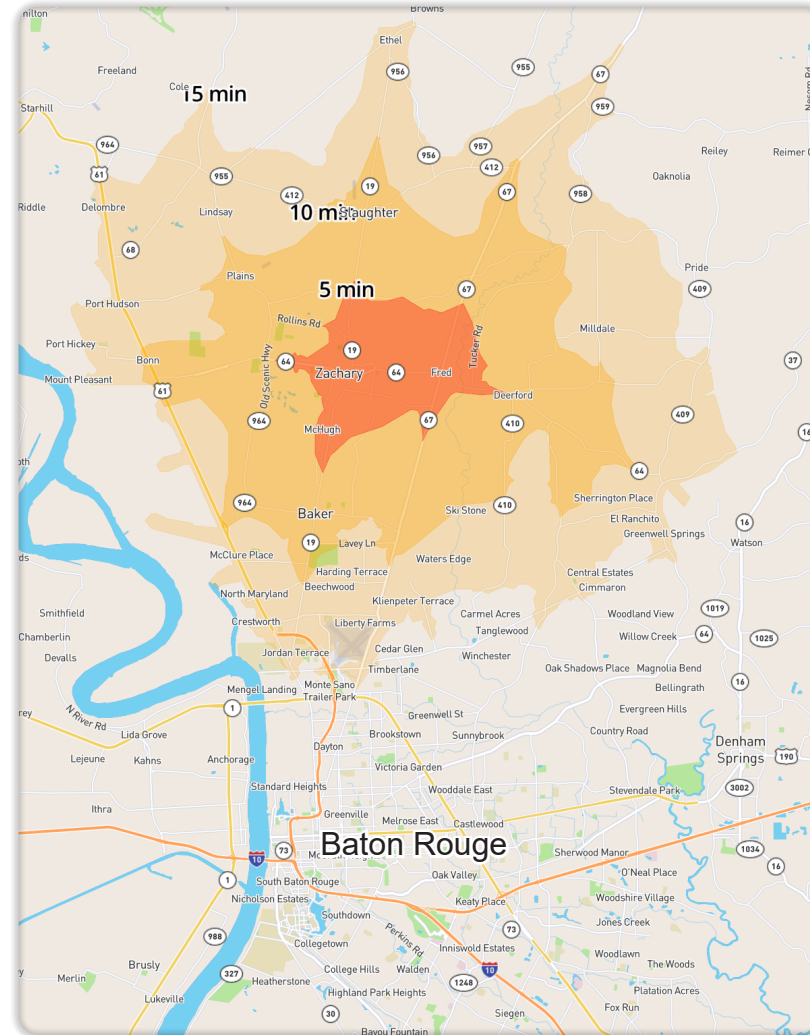 Browns
Ethel
956
955
67
Freeland
Cole
15 min
Starhill
959
964
957
956
412
Reiley
61
955
Oaknolia
19
412
67
958
Riddle
Delombre
Lindsay
10 min
Slaughter
68
Pride
Plains
5 min
67
409
Port Hudson
Rollins Rd
Milldale
Port Hickey
19
Tucker Rd
Bonn
64
37
Mount Pleasant
Old Scenic Hwy
Zachary
64
Fred
61
Deerford
964
McHugh
67
410
409
64
964
Baker
Ski Stone
410
Sherrington Place
El Ranchito
16
19
Lavey Ln
Greenwell Springs
Watson
McClure Place
Waters Edge
Harding Terrace
Central Estates
Beechwood
Cimmaron
North Maryland
Klienpeter Terrace
1019
Smithfield
Crestworth
Liberty Farms
Carmel Acres
Woodland View
Chamberlin
Tanglewood
Willow Creek
64
1025
Devalls
Jordan Terrace
Cedar Glen
Winchester
Timberlane
Oak Shadows Place
Magnolia Bend
Mengel Landing
Monte Sano
Trailer Park
Bellingrath
16
N River Rd
1
Evergreen Hills
Greenwell St
Lida Grove
Brookstown
Sunnybrook
Country Road
Denham
Springs
Lejeune
Kahns
Anchorage
Dayton
190
Victoria Garden
Standard Heights
Wooddale East
Stevendale Park
3002
Ithra
Greenville
Melrose East
Castlewood
Baton Rouge
73
10
Sherwood Manor
1034
16
1
South Baton Rouge
Oak Valley
O'Neal Place
Nicholson Estates
Keaty Place
Woodshire Village
Southdown
Jones Creek
988
Perkins Rd
73
Collegetown
Inniswold Estates
Woodlawn
Brusly
The Woods
Merlin
327
College Hills
Walden
10
Heatherstone
1248
Platation Acres
Lukeville
Highland Park Heights
Fox Run
30
Siegen
Bayou Fountain